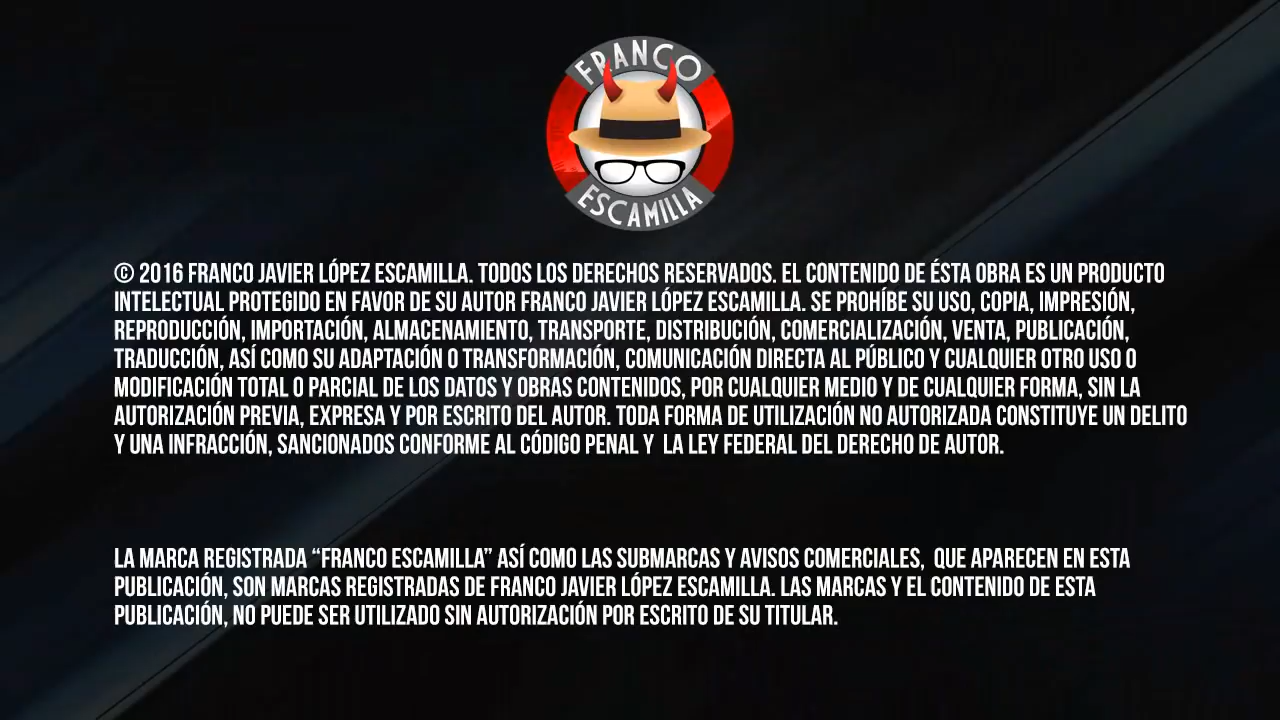 FRANCO
ESCAMILLA
© 2016 FRANCO JAVIER LÓPEZ ESCAMILLA. TODOS LOS DERECHOS RESERVADOS. EL CONTENIDO DE ÉSTA OBRA ES UN PRODUCTO
INTELECTUAL PROTEGIDO EN FAVOR DE SU AUTOR FRANCO JAVIER LÓPEZ ESCAMILLA. SE PROHÍBE SU USO, COPIA, IMPRESIÓN,
REPRODUCCIÓN, IMPORTACIÓN, ALMACENAMIENTO, TRANSPORTE, DISTRIBUCIÓN, COMERCIALIZACIÓN, VENTA, PUBLICACIÓN,
TRADUCCIÓN, ASÍ COMO SU ADAPTACIÓN O TRANSFORMACIÓN, COMUNICACIÓN DIRECTA AL PÚBLICO Y CUALQUIER OTRO USO O
MODIFICACIÓN TOTAL O PARCIAL DE LOS DATOS Y OBRAS CONTENIDOS, POR CUALQUIER MEDIO Y DE CUALQUIER FORMA, SIN LA
AUTORIZACIÓN PREVIA, EXPRESA Y POR ESCRITO DEL AUTOR. TODA FORMA DE UTILIZACIÓN NO AUTORIZADA CONSTITUYE UN DELITO
Y UNA INFRACCIÓN, SANCIONADOS CONFORME AL CÓDIGO PENAL Y  LA LEY FEDERAL DEL DERECHO DE AUTOR.
LA MARCA REGISTRADA “FRANCO ESCAMILLA” ASÍ COMO LAS SUBMARCAS Y AVISOS COMERCIALES,  QUE APARECEN EN ESTA
PUBLICACIÓN, SON MARCAS REGISTRADAS DE FRANCO JAVIER LÓPEZ ESCAMILLA. LAS MARCAS Y EL CONTENIDO DE ESTA
PUBLICACIÓN, NO PUEDE SER UTILIZADO SIN AUTORIZACIÓN POR ESCRITO DE SU TITULAR.